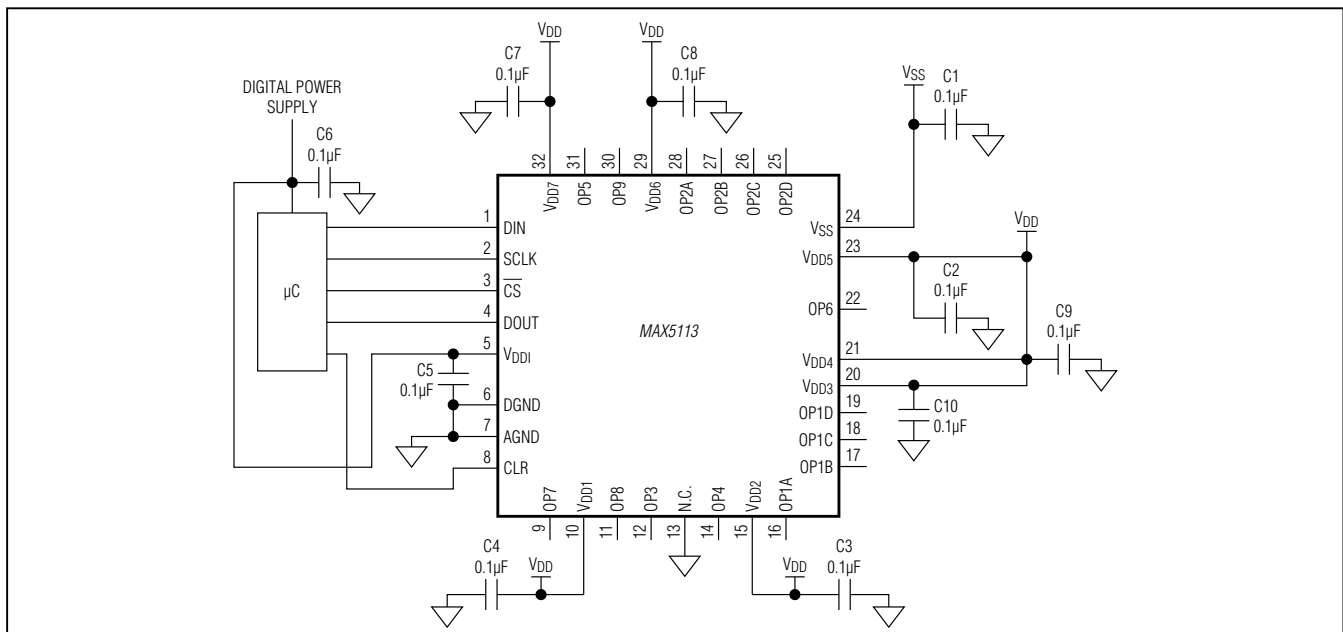 VDD
VDD
C7
0.1µF
C8
0.1µF
VSS
C1
0.1µF
DIGITAL POWER
SUPPLY
C6
0.1µF
32
31
30
29
28
27
26
25
VDD7
OP5
OP9
VDD6
OP2A
OP2B
OP2C
OP2D
µC
1
DIN
2
SCLK
3
CS
4
DOUT
5
VDDI
C5
0.1µF
6
DGND
7
AGND
8
CLR
MAX5113
VSS
24
VDD
VDD5
23
C2
0.1µF
OP6
22
C9
0.1µF
VDD4
21
VDD3
20
OP1D
19
C10
0.1µF
OP1C
18
OP1B
17
OP7
VDD1
OP8
OP3
N.C.
OP4
VDD2
OP1A
9
10
11
12
13
14
15
16
C4
0.1µF
VDD
VDD
C3
0.1µF